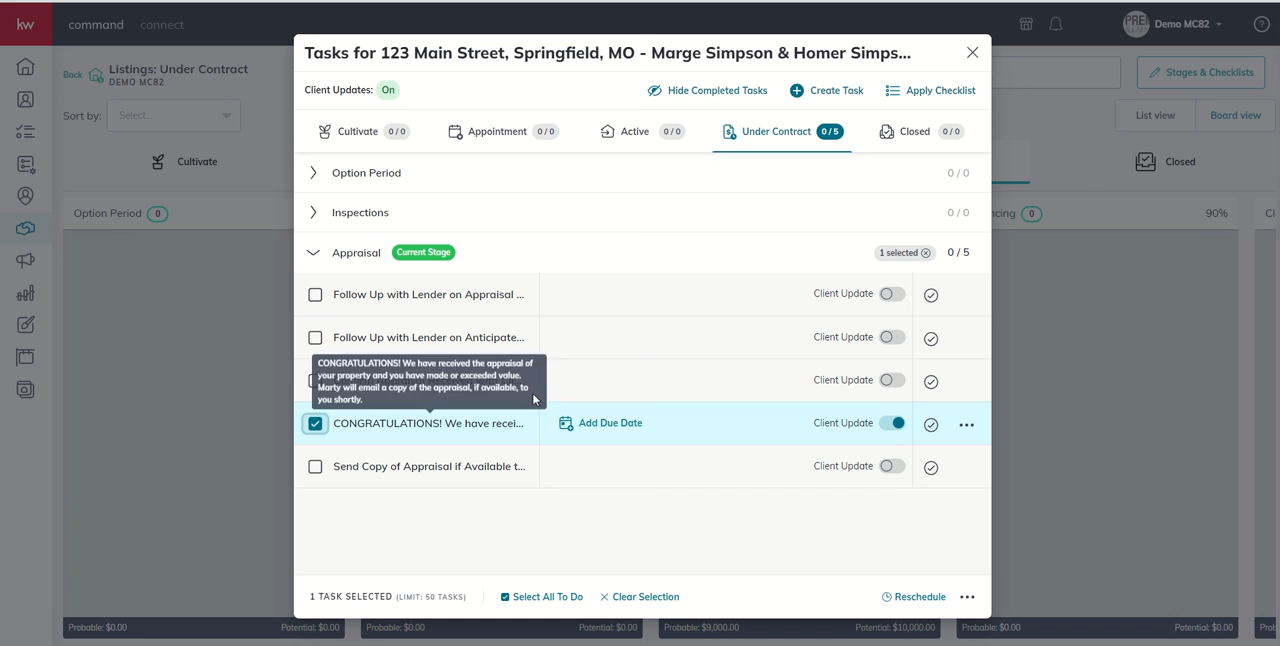 kw command connect Demo MC82
Tasks for 123 Main Street, Springfield, MO - Marge Simpson & Homer Simps...
Back Listings: Under Contract
DEMO MC82
Stages & Checklists
Client Updates: On Hide Completed Tasks Create Task Apply Checklist
Sort by: Select... List view Board view
Cultivate 0/0 Appointment 0/0 Active 0/0 Under Contract 0/5 Closed 0/0
Cultivate Closed
Option Period 0 / 0
Inspections 0 / 0
Option Period 0 0 90%
Appraisal Current Stage 1 selected 0 / 5
Follow Up with Lender on Appraisal ... Client Update
Follow Up with Lender on Anticipate... Client Update
CONGRATULATIONS! We have received the appraisal of
your property and you have made or exceeded value.
Marty will email a copy of the appraisal, if available, to
you shortly.
Client Update
CONGRATULATIONS! We have recei... Add Due Date Client Update
Send Copy of Appraisal if Available t... Client Update
1 TASK SELECTED (LIMIT: 50 TASKS) Select All To Do Clear Selection Reschedule
Probable: $0.00 Potential: $0.00 Probable: $0.00 Potential: $0.00 Probable: $9,000.00 Potential: $10,000.00 Probable: $0.00 Potential: $0.00